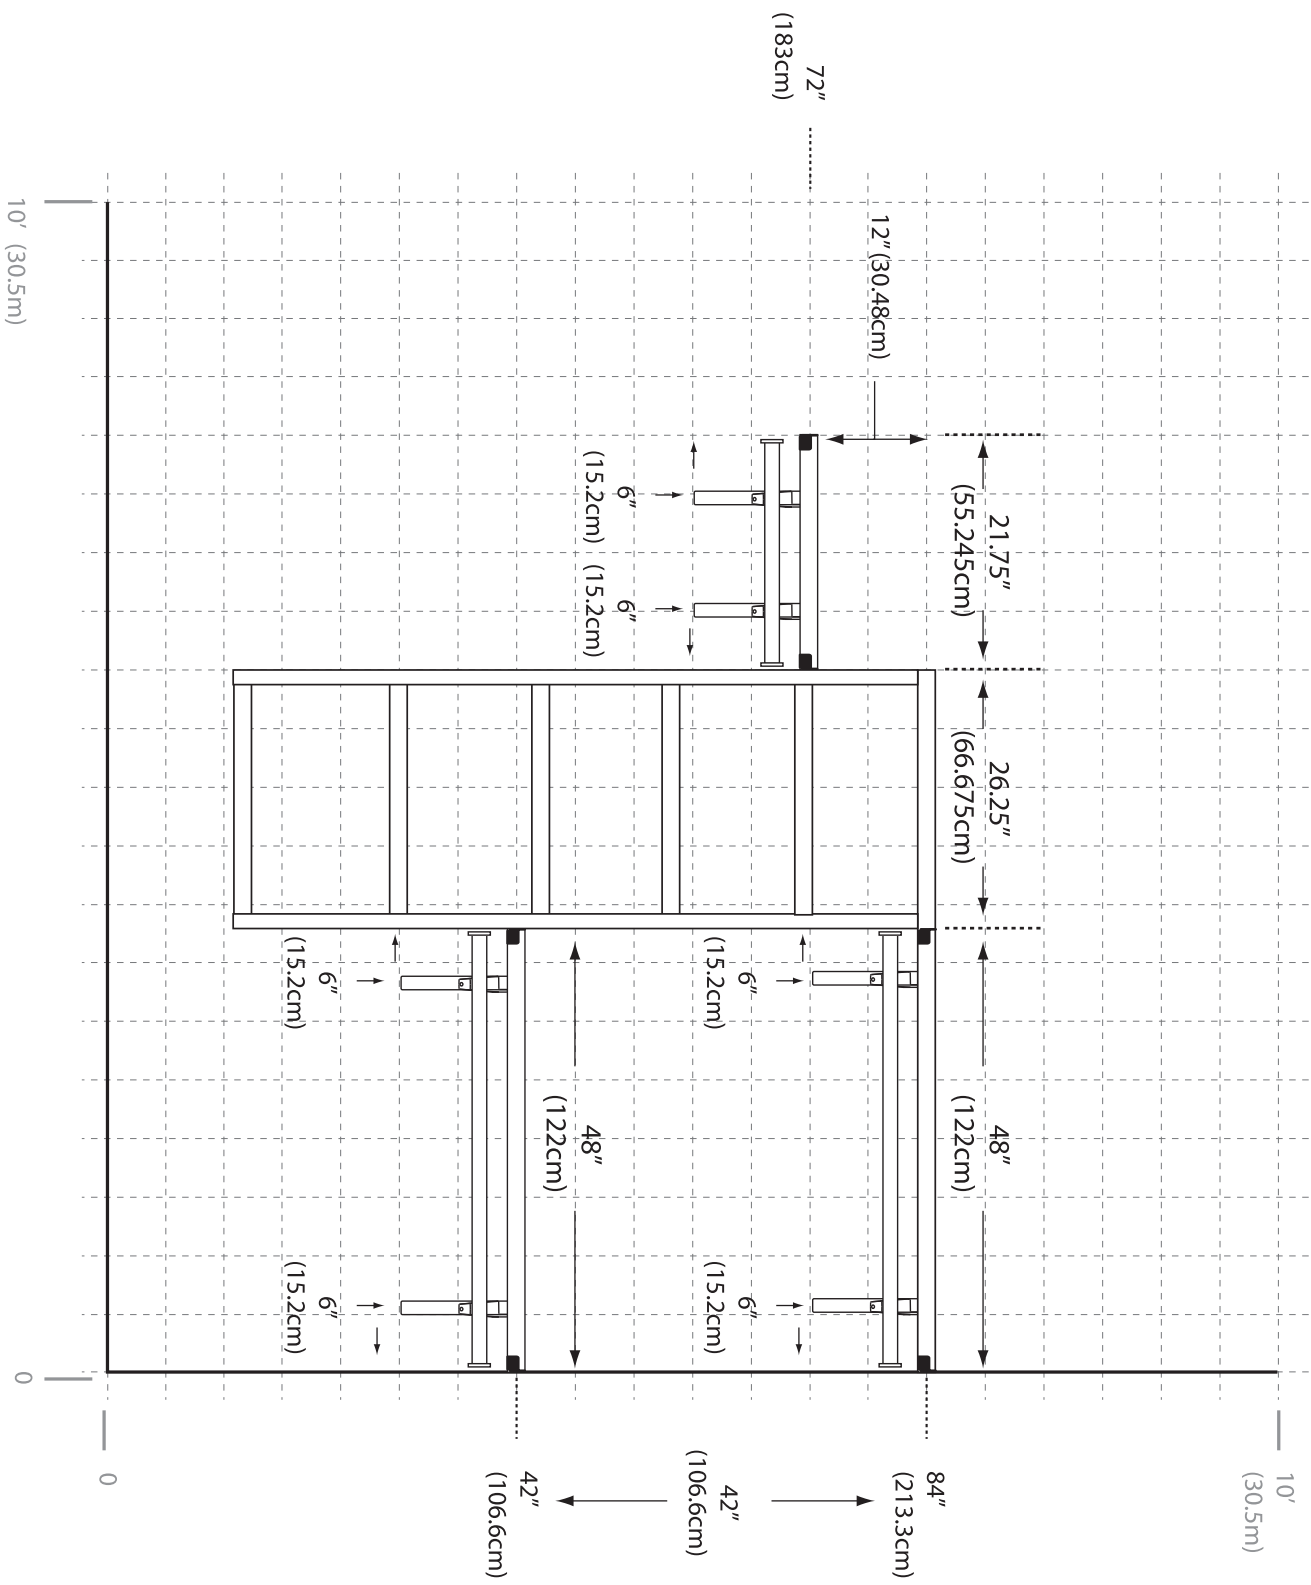 10’
(30.5m)
84”
(213.3cm)
42”
(106.6cm)
42”
(106.6cm)
0
48”
(122cm)
26.25”
(66.675cm)
21.75”
(55.245cm)
12” (30.48cm)
72”
(183cm)
6”
(15.2cm)
6”
(15.2cm)
48”
(122cm)
6”
(15.2cm)
6”
(15.2cm)
6”
(15.2cm)
6”
(15.2cm)
0
10’ (30.5m)